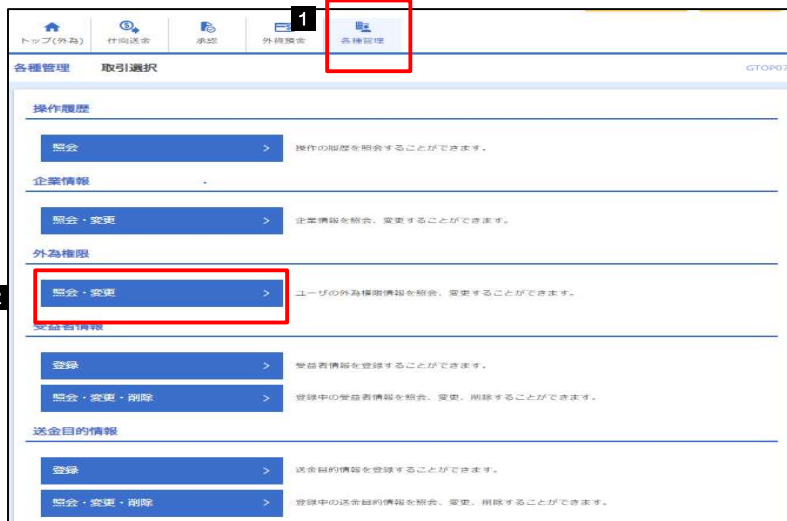 1
トップ(外為) 仕向送金 承認 外貨預金 各種管理
各種管理 取引選択 GTOP07
操作履歴
照会 > 操作の履歴を照会することができます。
企業情報
照会・変更 > 企業情報を照会、変更することができます。
外為権限
照会・変更 > ユーザの外為権限情報を照会、変更することができます。
受益者情報
登録 > 受益者情報を登録することができます。
照会・変更・削除 > 登録中の受益者情報を照会、変更、削除することができます。
送金目的情報
登録 > 送金目的情報を登録することができます。
照会・変更・削除 > 登録中の送金目的情報を照会、変更、削除することができます。